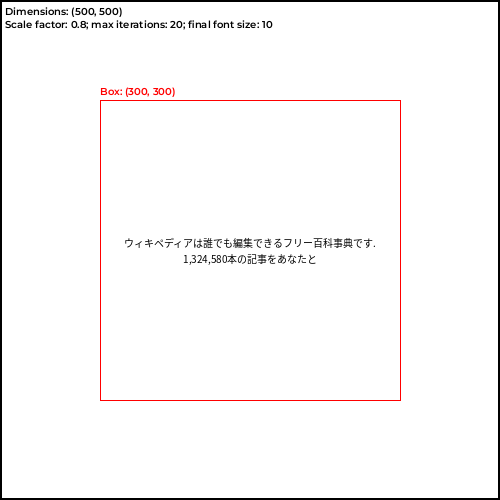 Dimensions: (500, 500)
Scale factor: 0.8; max iterations: 20; final font size: 10
Box: (300, 300)
ウィキペディアは誰でも編集できるフリー百科事典です.
1,324,580本の記事をあなたと